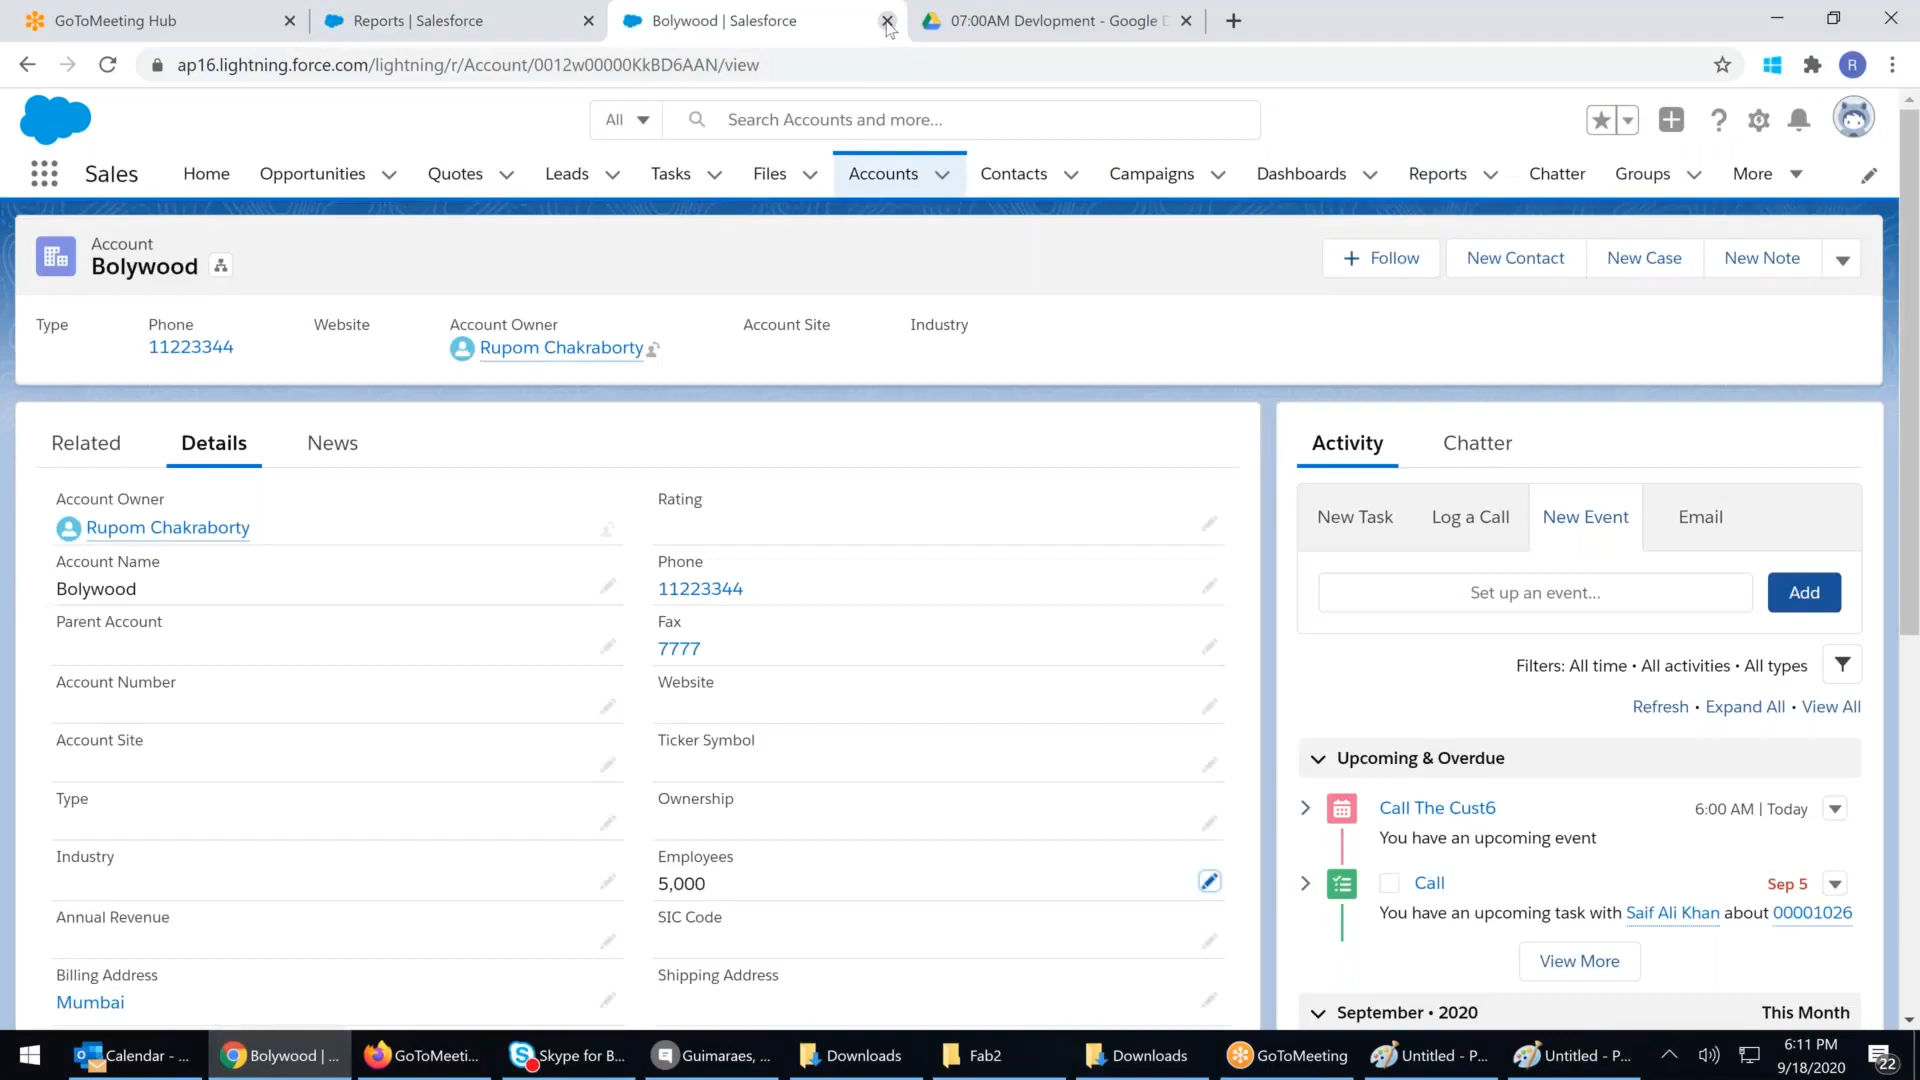 GoToMeeting Hub
Reports | Salesforce
Bolywood | Salesforce
07:00AM Devlopment - Google D
ap16.lightning.force.com/lightning/r/Account/0012w00000KkBD6AAN/view
R
All
Search Accounts and more...
Sales
Home
Opportunities
Quotes
Leads
Tasks
Files
Accounts
Contacts
Campaigns
Dashboards
Reports
Chatter
Groups
More
Account
Bolywood
Follow
New Contact
New Case
New Note
Type
Phone
Website
Account Owner
Account Site
Industry
11223344
Rupom Chakraborty
Related
Details
News
Account Owner
Rupom Chakraborty
Rating
Account Name
Bolywood
Phone
11223344
Parent Account
Fax
7777
Account Number
Website
Account Site
Ticker Symbol
Type
Ownership
Industry
Employees
5,000
Annual Revenue
SIC Code
Billing Address
Mumbai
Shipping Address
Activity
Chatter
New Task
Log a Call
New Event
Email
Set up an event...
Add
Filters: All time • All activities • All types
Refresh • Expand All • View All
Upcoming & Overdue
Call The Cust6
6:00 AM | Today
You have an upcoming event
Call
Sep 5
You have an upcoming task with Saif Ali Khan about 00001026
View More
September • 2020
This Month
Calendar - ...
Bolywood | ...
GoToMeeti...
Skype for B...
Guimaraes, ...
Downloads
Fab2
Downloads
GoToMeeting
Untitled - P...
Untitled - P...
6:11 PM
9/18/2020
22